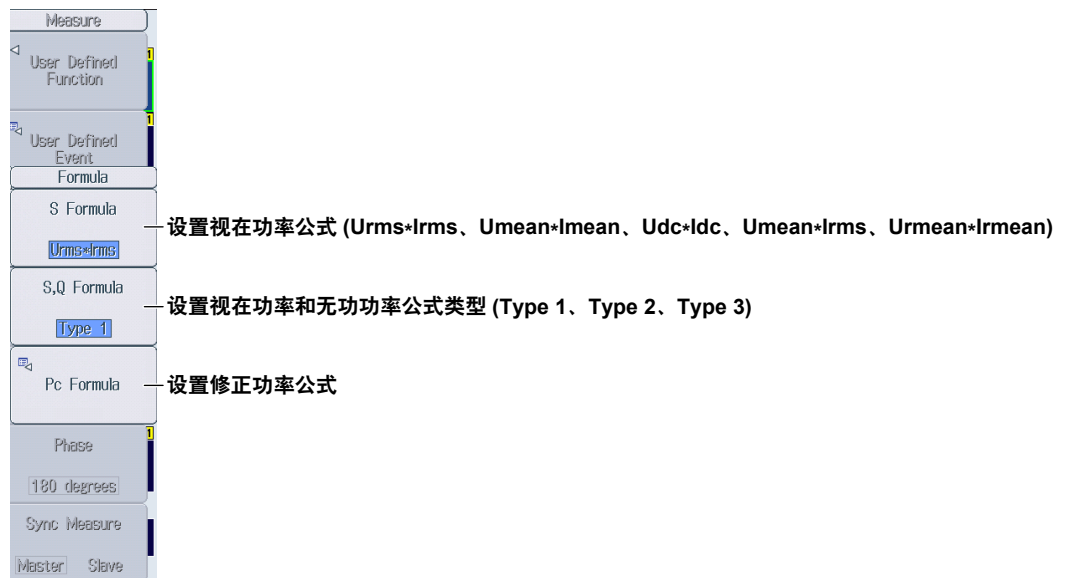 Measure
User Defined
Function
1
User Defined
Event
1
Formula
S Formula
Urms*Irms
设置视在功率公式 (Urms*Irms、Umean*Imean、Udc*Idc、Umean*Irms、Urmean*Irmean)
S,Q Formula
Type 1
设置视在功率和无功功率公式类型 (Type 1、Type 2、Type 3)
Pc Formula
设置修正功率公式
Phase
1
180 degrees
Sync Measure
Master Slave